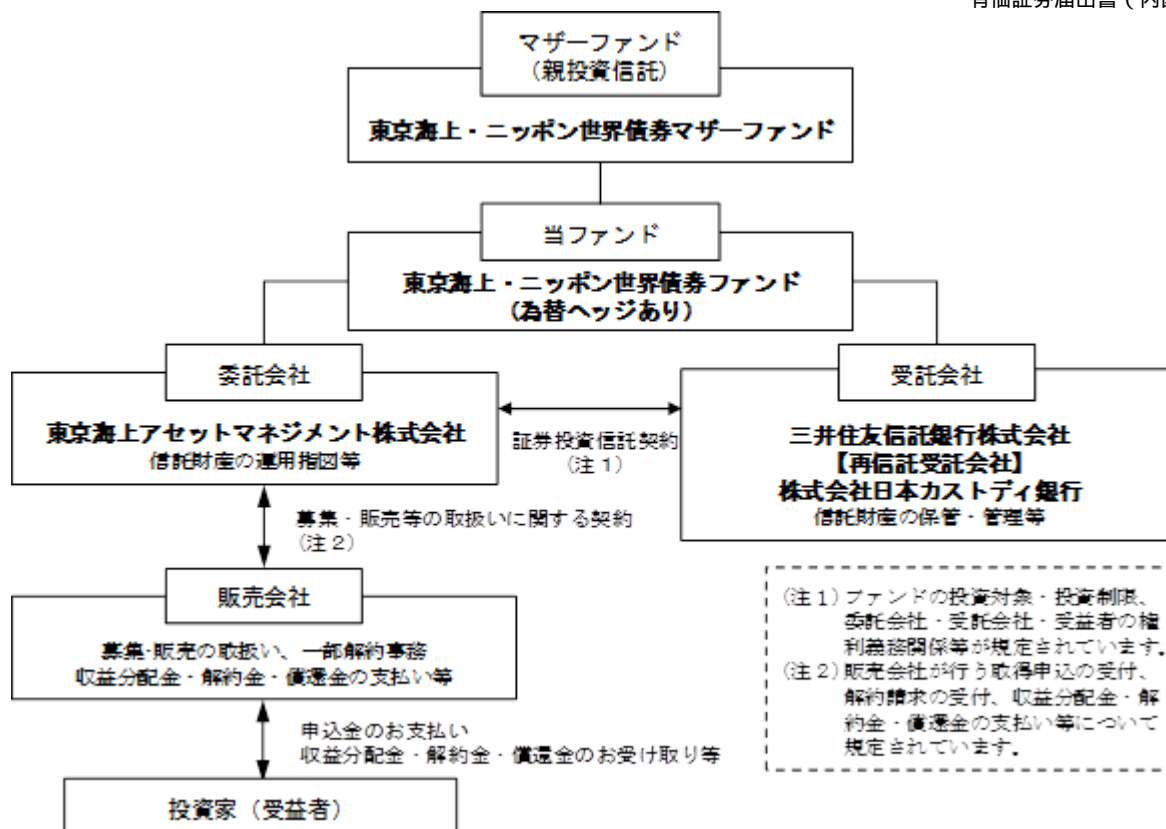 有価証券届出書（内
マザーファンド
（親投資信託）
東京海上・ニッポン世界債券マザーファンド
当ファンド
東京海上・ニッポン世界債券ファンド
（為替ヘッジあり）
委託会社
東京海上アセットマネジメント株式会社
信託財産の運用指図等
証券投資信託契約
（注１）
受託会社
三井住友信託銀行株式会社
【再信託受託会社】
株式会社日本カストディ銀行
信託財産の保管・管理等
募集・販売等の取扱いに関する契約
（注２）
販売会社
募集・販売の取扱い、一部解約事務
収益分配金・解約金・償還金の支払い等
申込金のお支払い
収益分配金・解約金・償還金のお受け取り等
投資家（受益者）
（注１）ファンドの投資対象・投資制限、
委託会社・受託会社・受益者の権
利義務関係等が規定されています。
（注２）販売会社が行う取得申込の受付、
解約請求の受付、収益分配金・解
約金・償還金の支払い等について
規定されています。